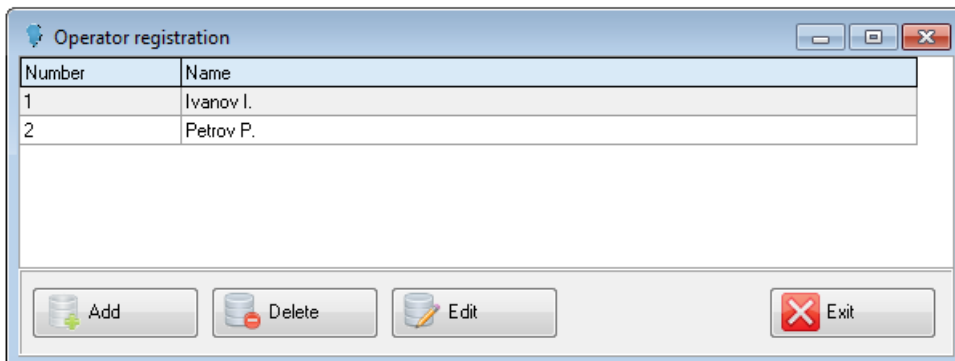 Operator registration
Number Name
1 Ivanov I.
2 Petrov P.
Add Delete Edit Exit